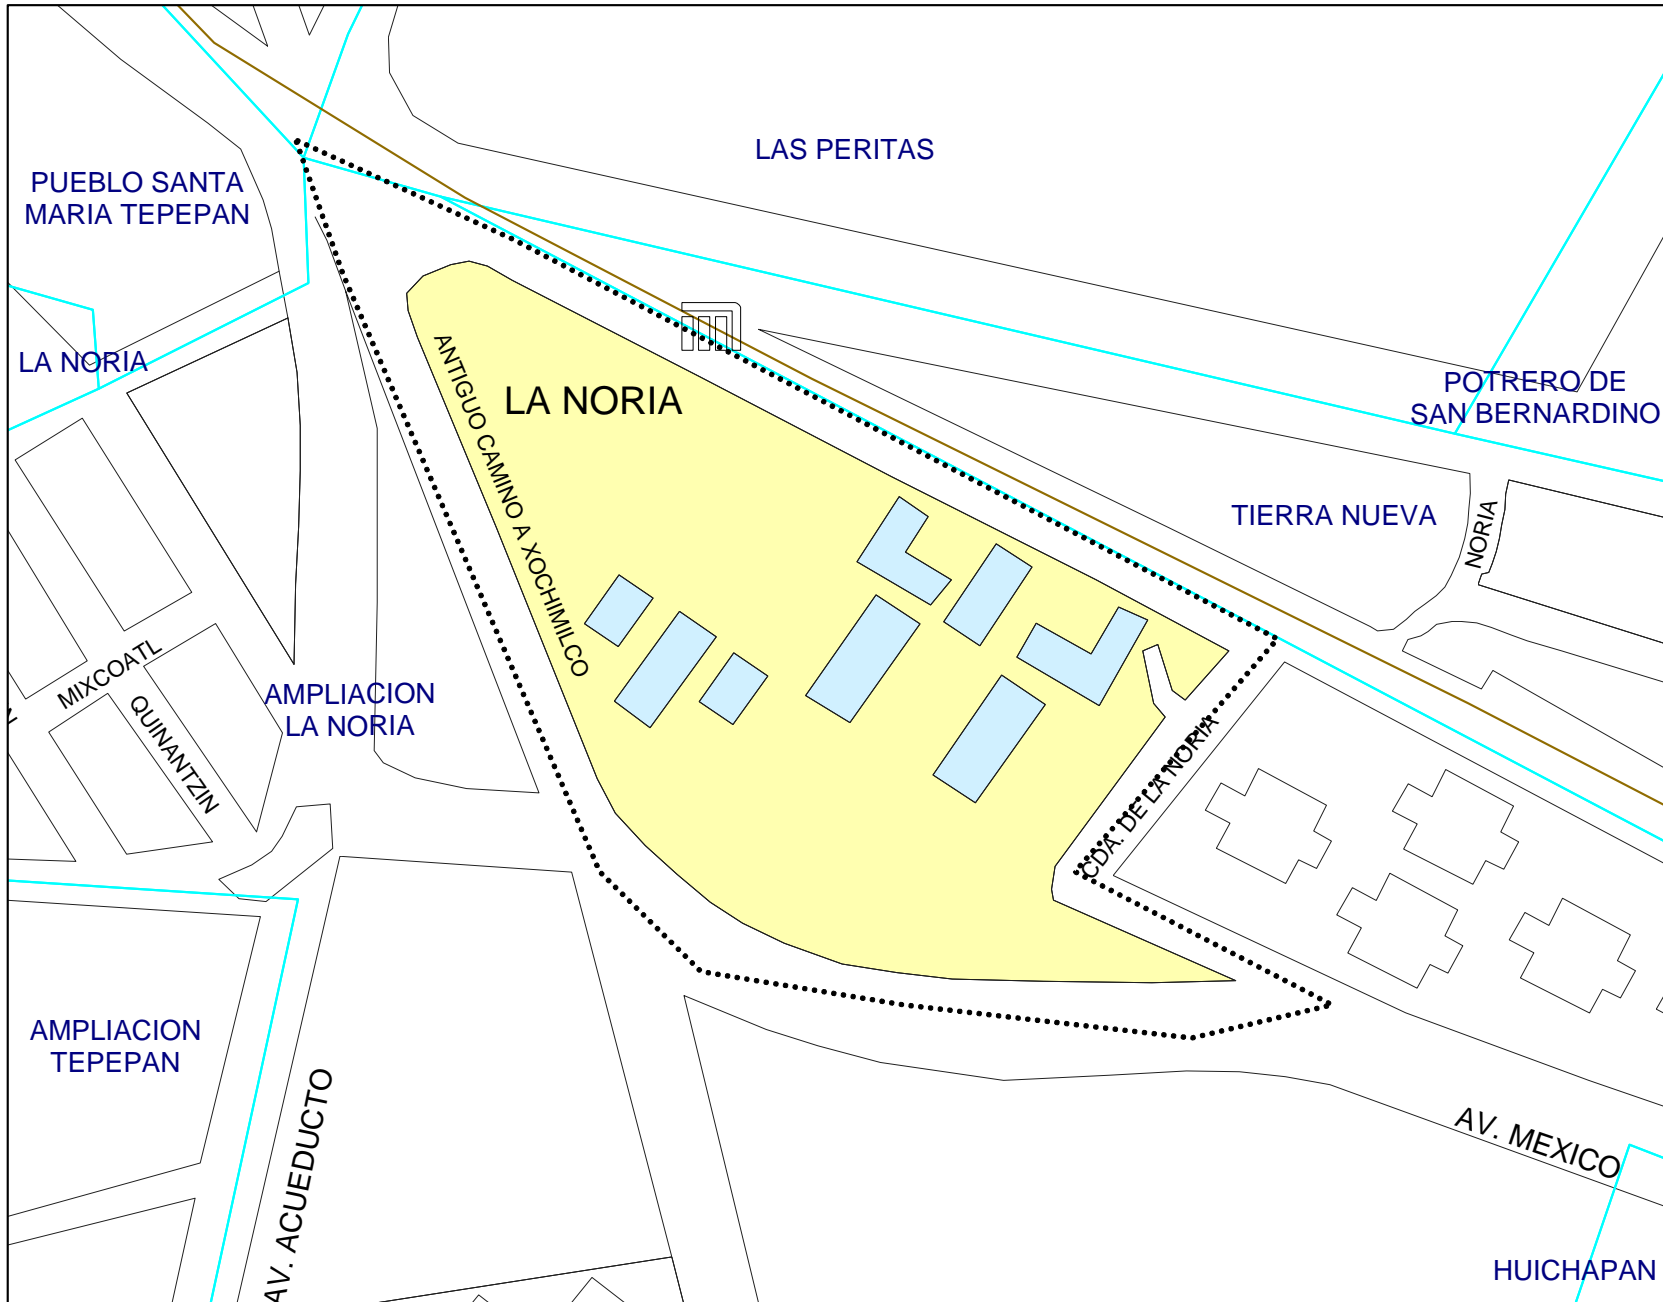 LAS PERITAS
PUEBLO SANTA
MARIA TEPEPAN
LA NORIA
ANTIGUO CAMINO A XOCHIMILCO
LA NORIA
POTRERO DE
SAN BERNARDINO
TIERRA NUEVA
NORIA
MIXCOATL
QUINANTZIN
AMPLIACION
LA NORIA
CDA. DE LA NORIA
AMPLIACION
TEPEPAN
AV. ACUEDUCTO
AV. MEXICO
HUICHAPAN